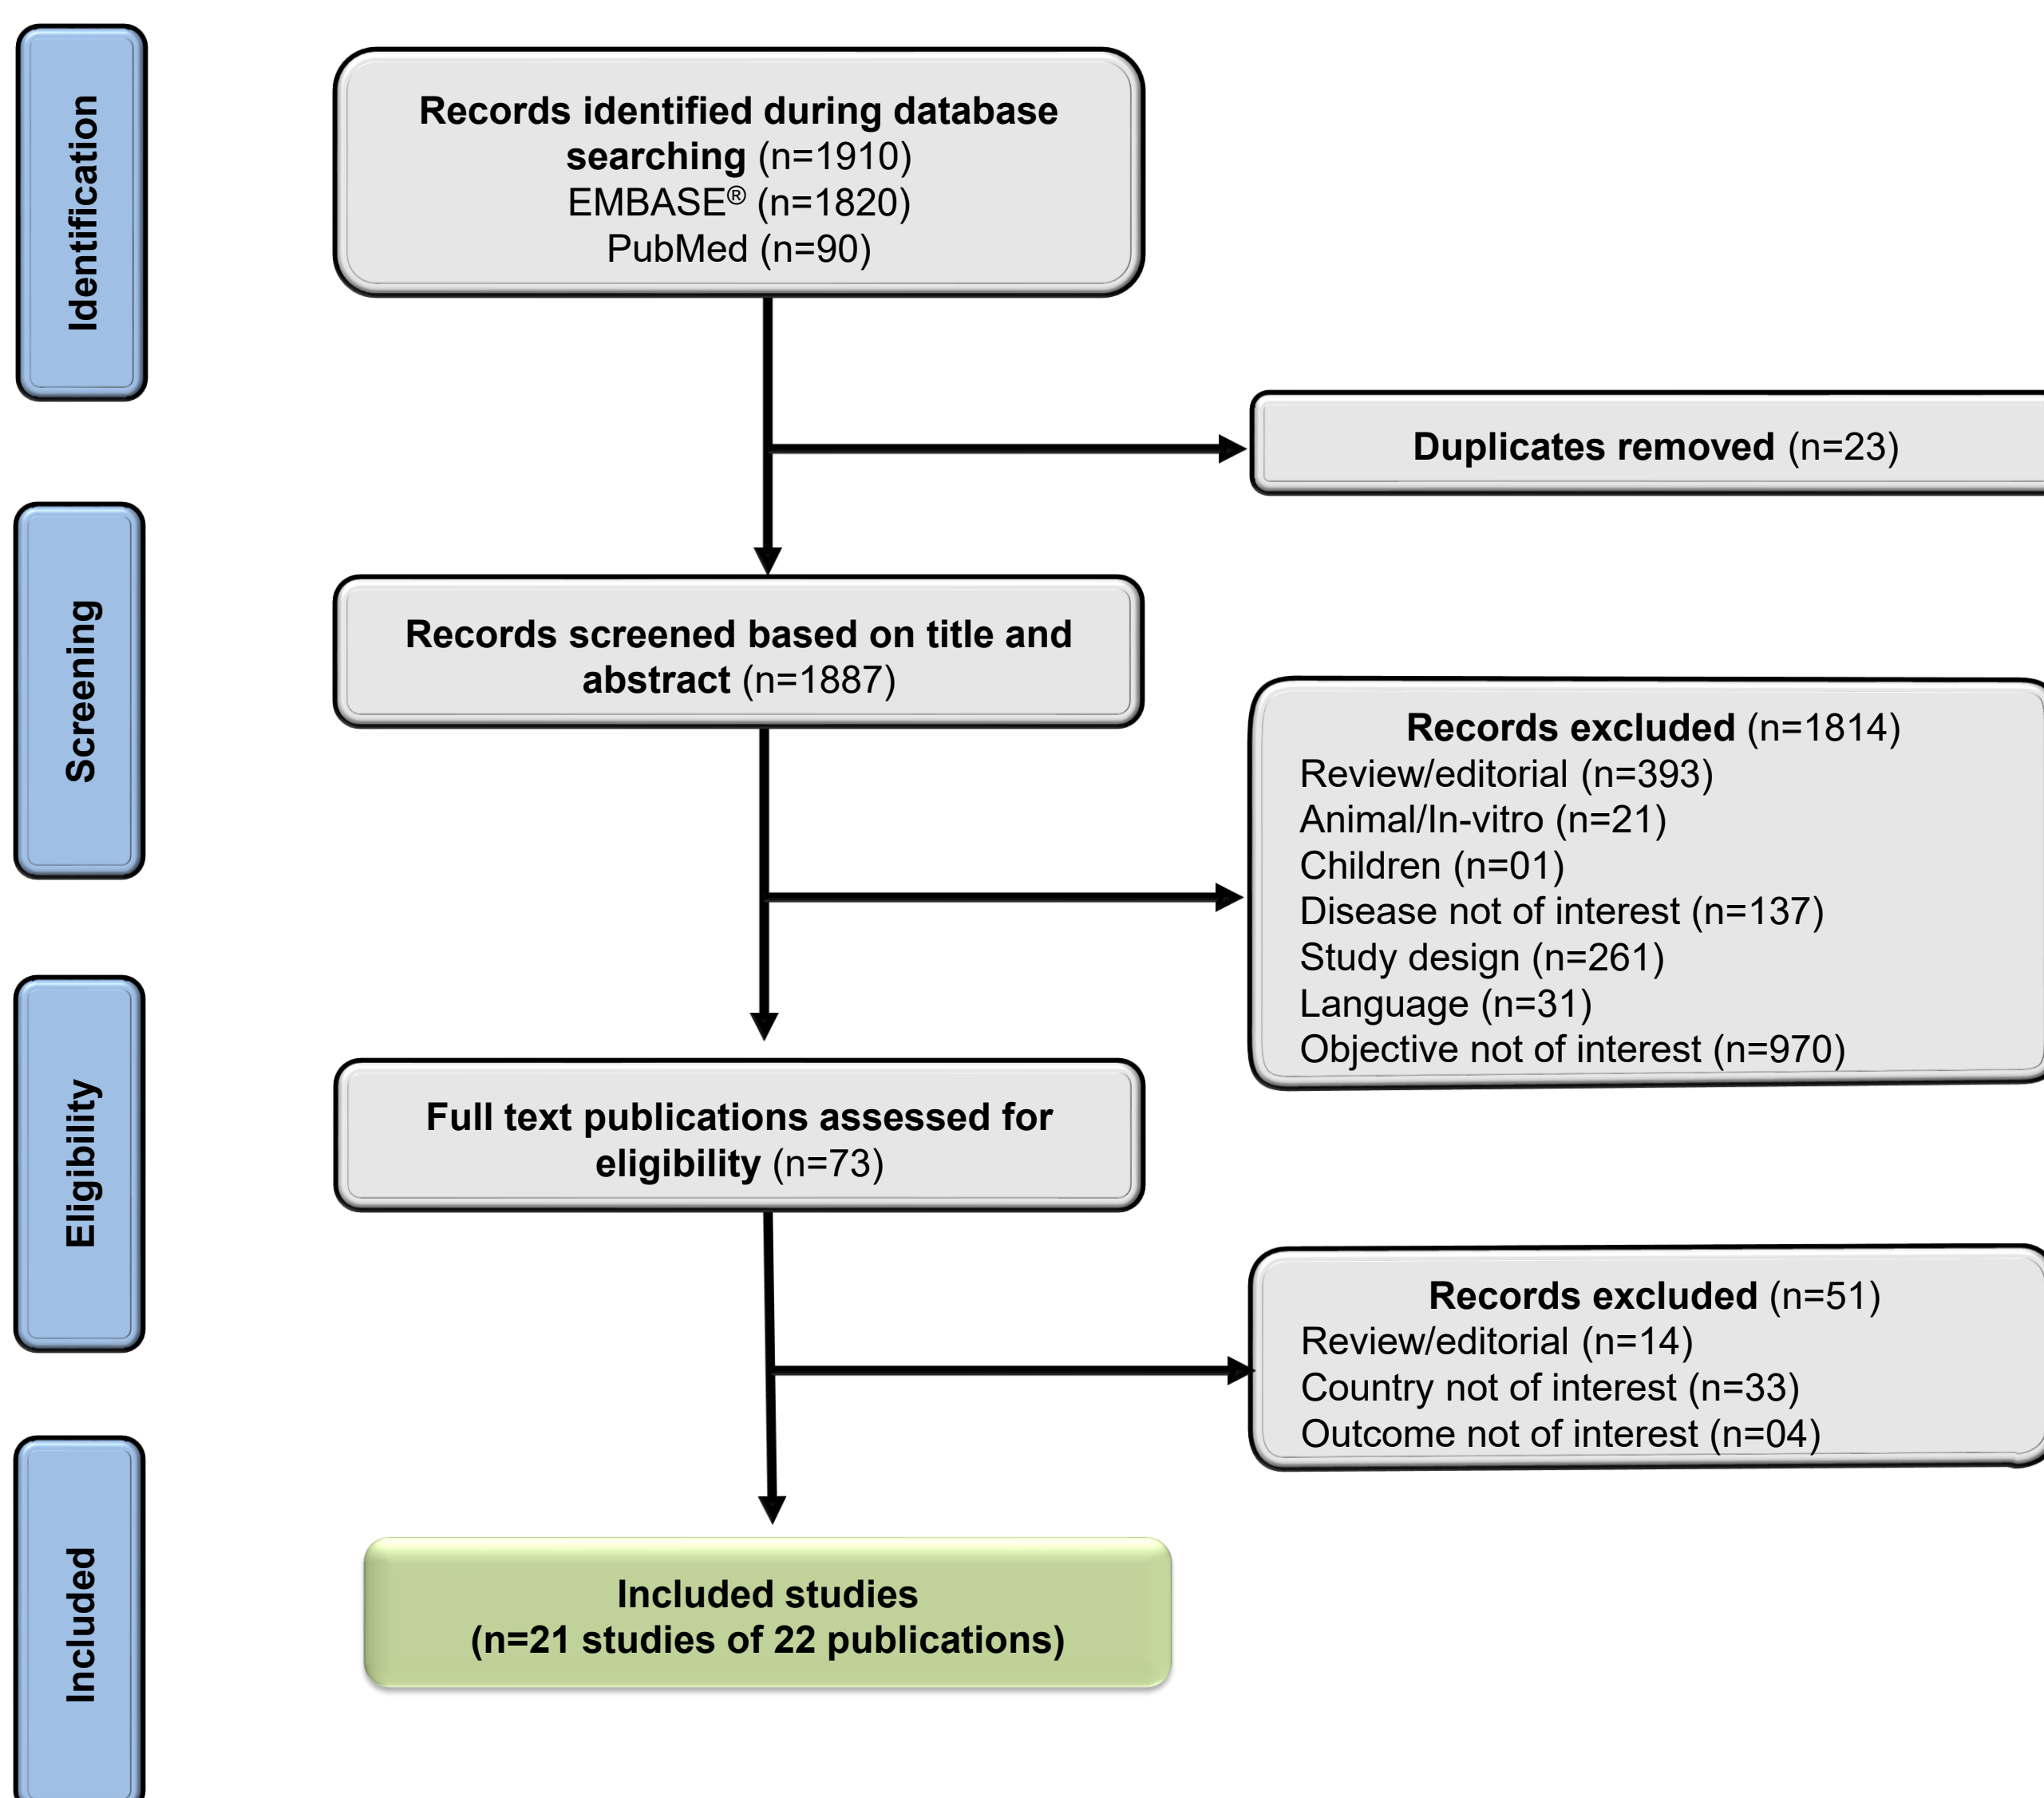 Identification
Records identified during database
searching (n=1910)
EMBASE® (n=1820)
PubMed (n=90)
Duplicates removed (n=23)
Screening
Records screened based on title and
abstract (n=1887)
Records excluded (n=1814)
Review/editorial (n=393)
Animal/In-vitro (n=21)
Children (n=01)
Disease not of interest (n=137)
Study design (n=261)
Language (n=31)
Objective not of interest (n=970)
Eligibility
Full text publications assessed for
eligibility (n=73)
Records excluded (n=51)
Review/editorial (n=14)
Country not of interest (n=33)
Outcome not of interest (n=04)
Included
Included studies
(n=21 studies of 22 publications)